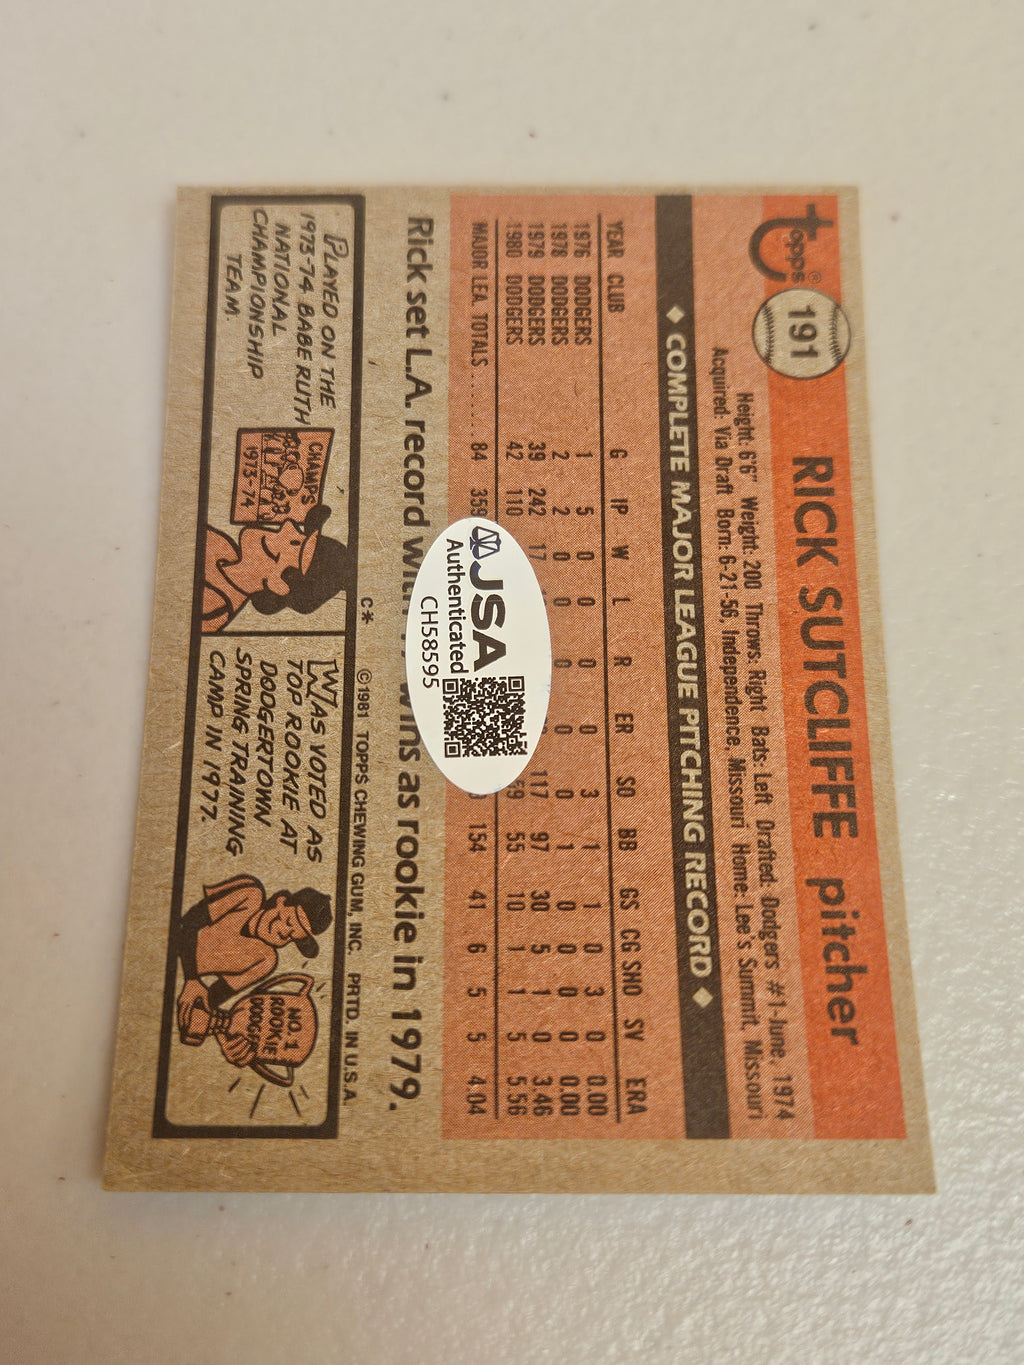 topps®
191
RICK SUTCLIFFE pitcher
Height: 6'6" Weight: 200 Throws: Right Bats: Left Drafted: Dodgers #1-June, 1974
Acquired: Via Draft Born: 6-21-56, Independence, Missouri Home: Lee's Summit, Missouri
♦ COMPLETE MAJOR LEAGUE PITCHING RECORD ♦
YEAR CLUB G IP W L R ER SO BB GS CG SHO SV ERA
1976 DODGERS 1 5 0 0 0 0 3 1 1 0 3 0 0.00
1978 DODGERS 2 2 0 0 0 0 0 1 0 0 0 0 0.00
1979 DODGERS 39 242 17 117 97 30 5 1 0 3.46
1980 DODGERS 42 110 55 10 1 1 5 5.56
MAJOR LEA. TOTALS ..... 84 359 154 41 6 5 5 4.04
JSA
Authenticated
CH58595
Rick set L.A. record with wins as rookie in 1979.
C* ©1981 TOPPS CHEWING GUM, INC. PRTD. IN U.S.A.
PLAYED ON THE
1973-74 BABE RUTH
NATIONAL
CHAMPIONSHIP
TEAM.
CHAMPS
1973-74
WAS VOTED AS
TOP ROOKIE AT
DODGERTOWN
SPRING TRAINING
CAMP IN 1977.
NO. 1
ROOKIE
DODGERS